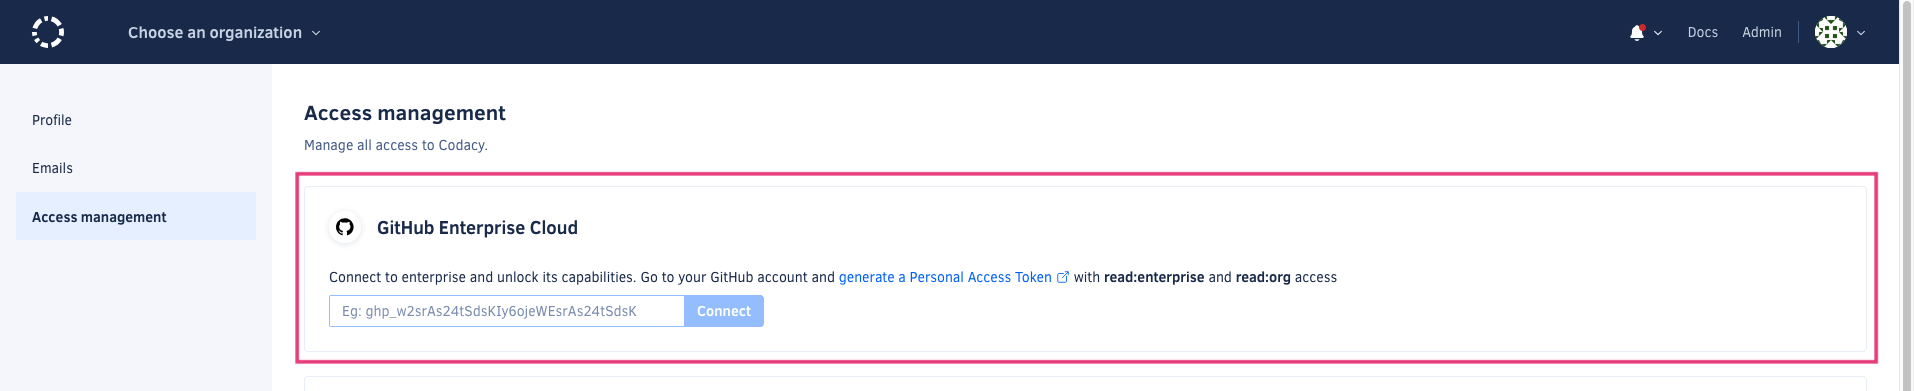 Choose an organization
Docs
Admin
Profile
Emails
Access management
Access management
Manage all access to Codacy.
GitHub Enterprise Cloud
Connect to enterprise and unlock its capabilities. Go to your GitHub account and generate a Personal Access Token with read:enterprise and read:org access
Eg: ghp_w2srAs24tSdsKIy6ojeWEsrAs24tSdsK
Connect